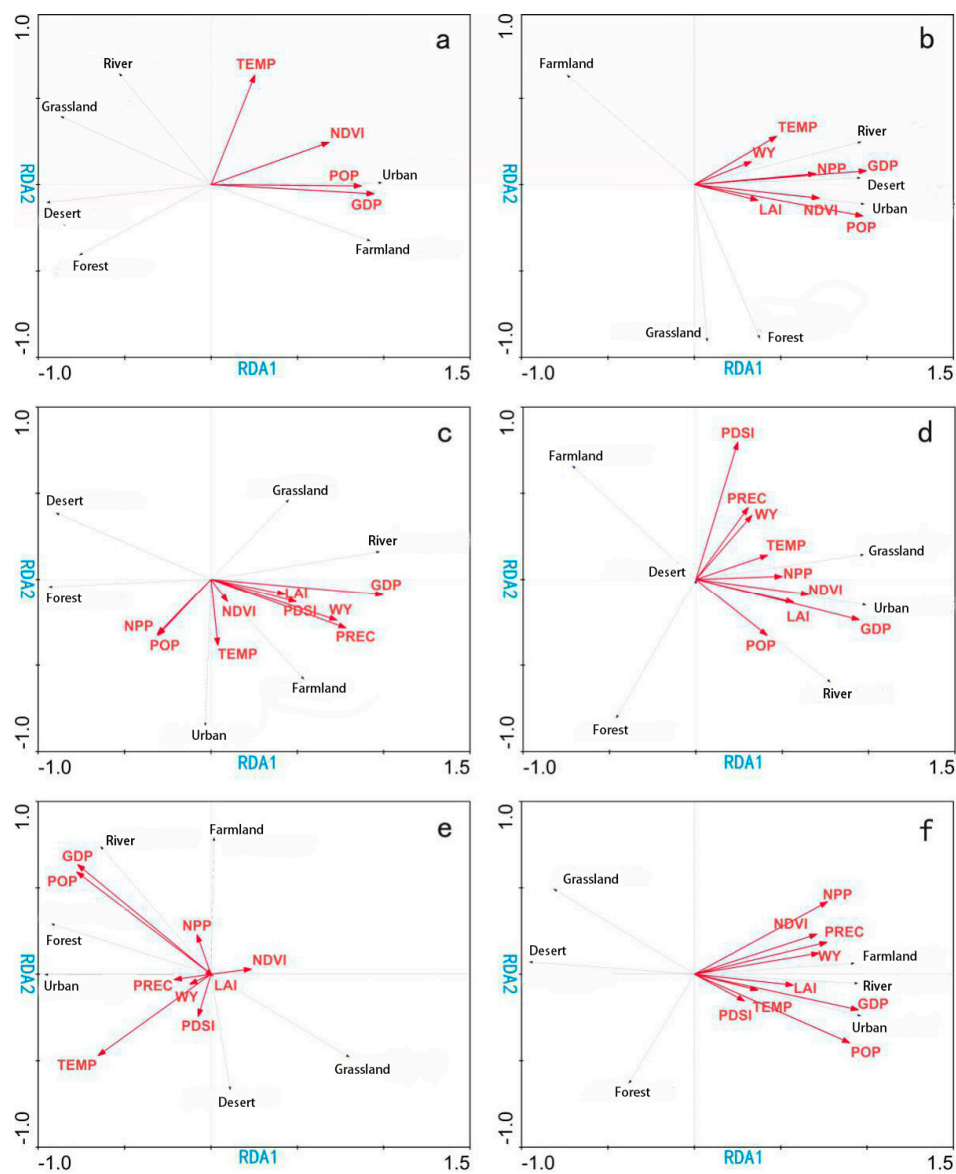 1.0
a
River
TEMP
Grassland
NDVI
POP
Urban
RDA2
GDP
Desert
Farmland
Forest
-1.0
-1.0
RDA1
1.5
1.0
b
Farmland
TEMP
River
WY
NPP
GDP
RDA2
Desert
LAI
NDVI
Urban
POP
Grassland
Forest
-1.0
-1.0
RDA1
1.5
1.0
c
Desert
Grassland
River
RDA2
GDP
Forest
LAI
NDVI
PDSI
WY
NPP
PREC
POP
TEMP
Farmland
Urban
-1.0
-1.0
RDA1
1.5
1.0
d
PDSI
Farmland
PREC
WY
TEMP
Grassland
Desert
NPP
RDA2
NDVI
Urban
LAI
GDP
POP
River
Forest
-1.0
-1.0
RDA1
1.5
1.0
e
Farmland
River
GDP
POP
NPP
Forest
NDVI
RDA2
Urban
PREC
LAI
WY
PDSI
TEMP
Grassland
Desert
-1.0
-1.0
RDA1
1.5
1.0
f
Grassland
NPP
NDVI
PREC
Desert
WY
Farmland
RDA2
LAI
River
TEMP
GDP
PDSI
Urban
POP
Forest
-1.0
-1.0
RDA1
1.5